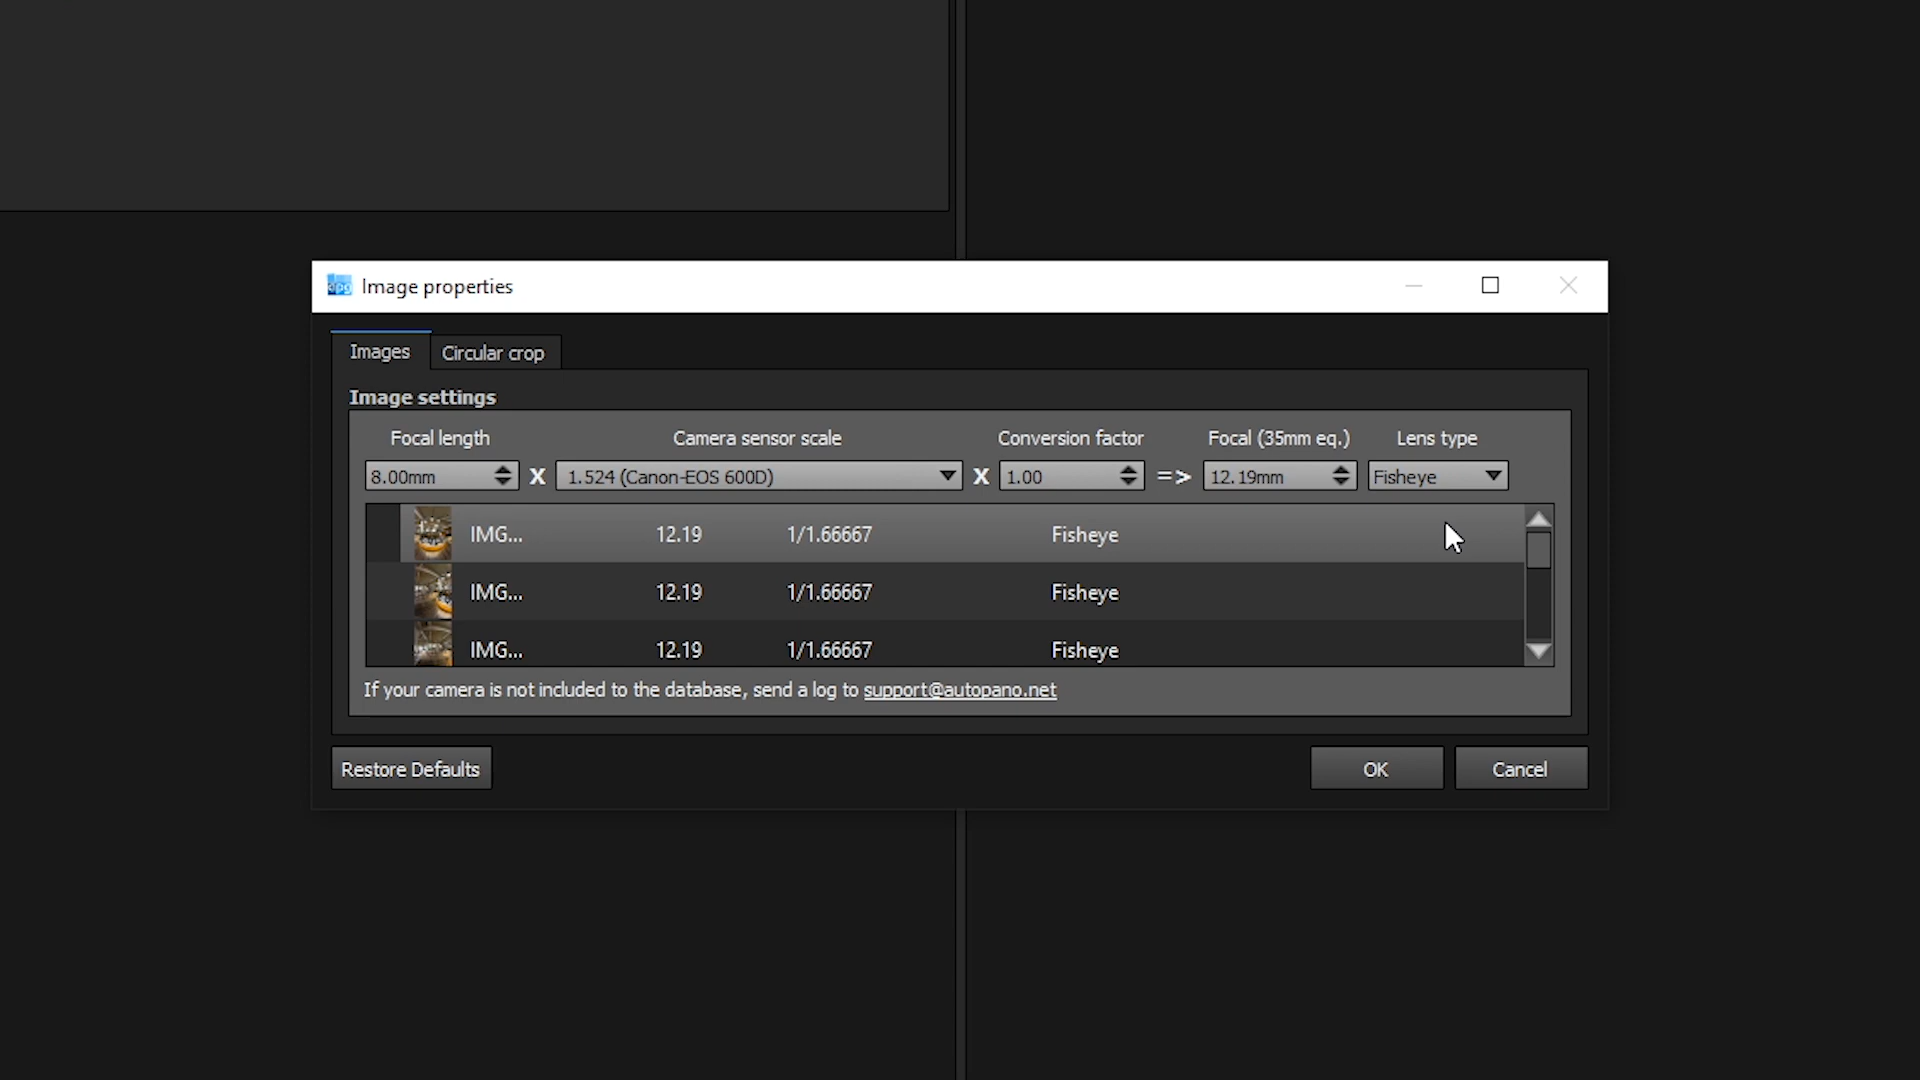 apg Image properties
Images Circular crop
Image settings
Focal length Camera sensor scale Conversion factor Focal (35mm eq.) Lens type
8.00mm X 1.524 (Canon-EOS 600D) X 1.00 => 12.19mm Fisheye
IMG... 12.19 1/1.66667 Fisheye
IMG... 12.19 1/1.66667 Fisheye
IMG... 12.19 1/1.66667 Fisheye
If your camera is not included to the database, send a log to support@autopano.net
Restore Defaults OK Cancel